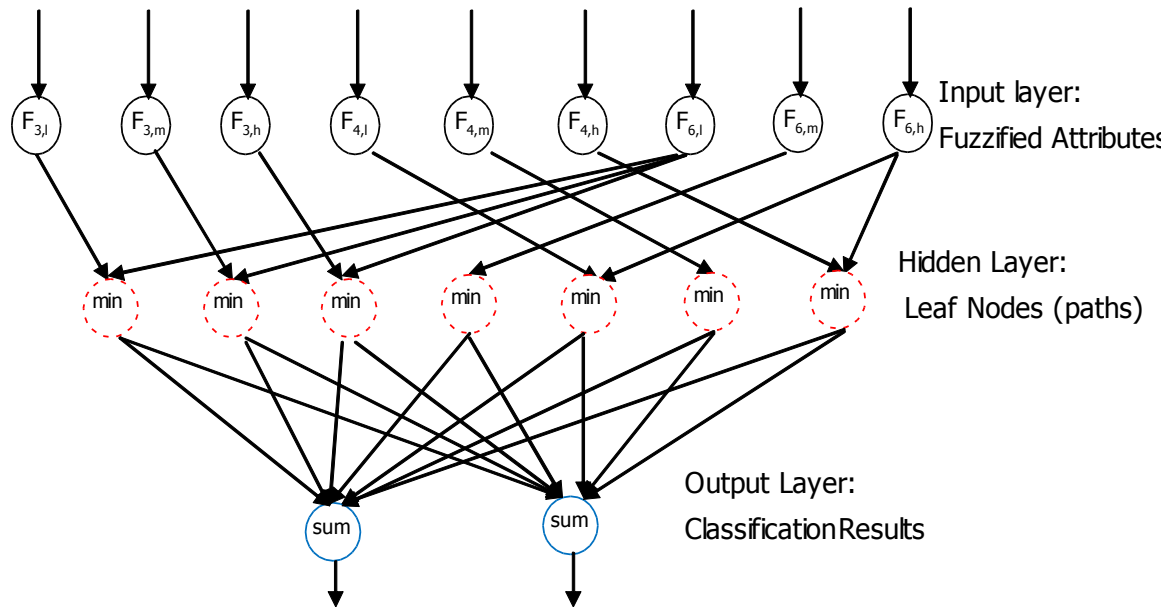 F3,l F3,m F3,h F4,l F4,m F4,h F6,l F6,m F6,h
Input layer:
Fuzzified Attributes
Hidden Layer:
Leaf Nodes (paths)
min min min min min min min
Output Layer:
Classification Results
sum sum